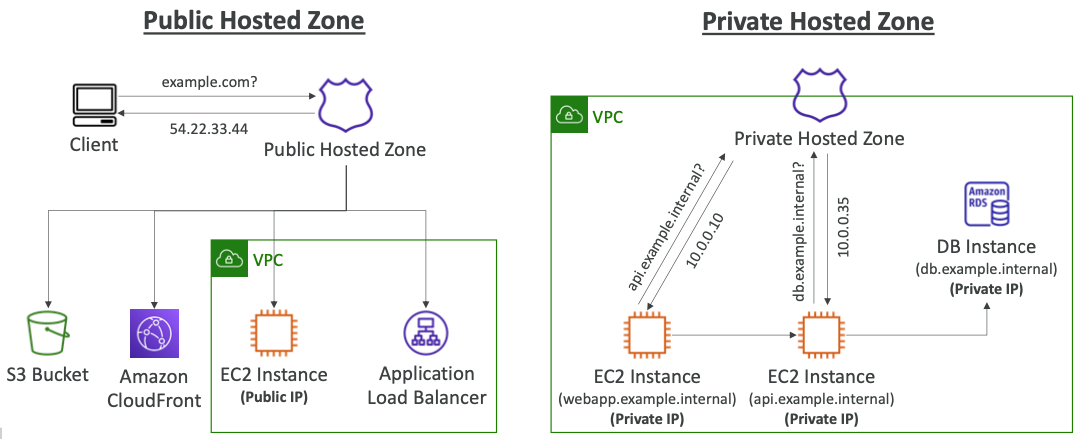 Public Hosted Zone
example.com?
54.22.33.44
Client
Public Hosted Zone
VPC
S3 Bucket
Amazon
CloudFront
EC2 Instance
(Public IP)
Application
Load Balancer
Private Hosted Zone
VPC
Private Hosted Zone
api.example.internal?
10.0.0.10
db.example.internal?
10.0.0.35
Amazon
RDS
DB Instance
(db.example.internal)
(Private IP)
EC2 Instance
(webapp.example.internal)
(Private IP)
EC2 Instance
(api.example.internal)
(Private IP)